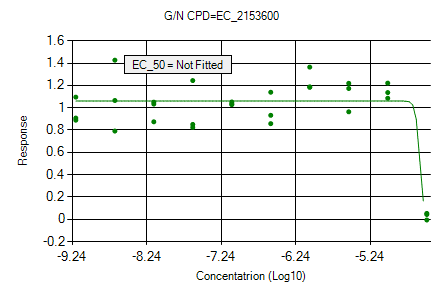 G/N CPD=EC_2153600
1.6
1.4
EC_50 = Not Fitted
1.2
1
0.8
0.6
0.4
0.2
0
-0.2
Response
-9.24 -8.24 -7.24 -6.24 -5.24
Concentatrion (Log10)